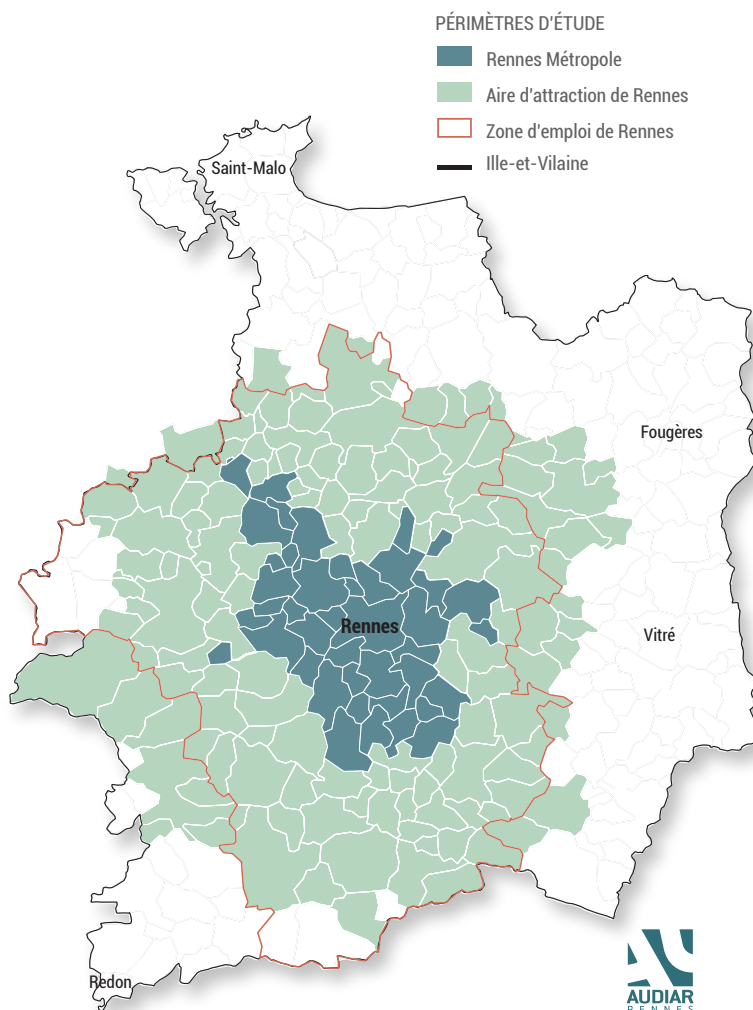 PÉRIMÈTRES D'ÉTUDE
Rennes Métropole
Aire d'attraction de Rennes
Zone d'emploi de Rennes
Ille-et-Vilaine
Saint-Malo
Fougères
Rennes
Vitré
Redon
AUDIAR
RENNES